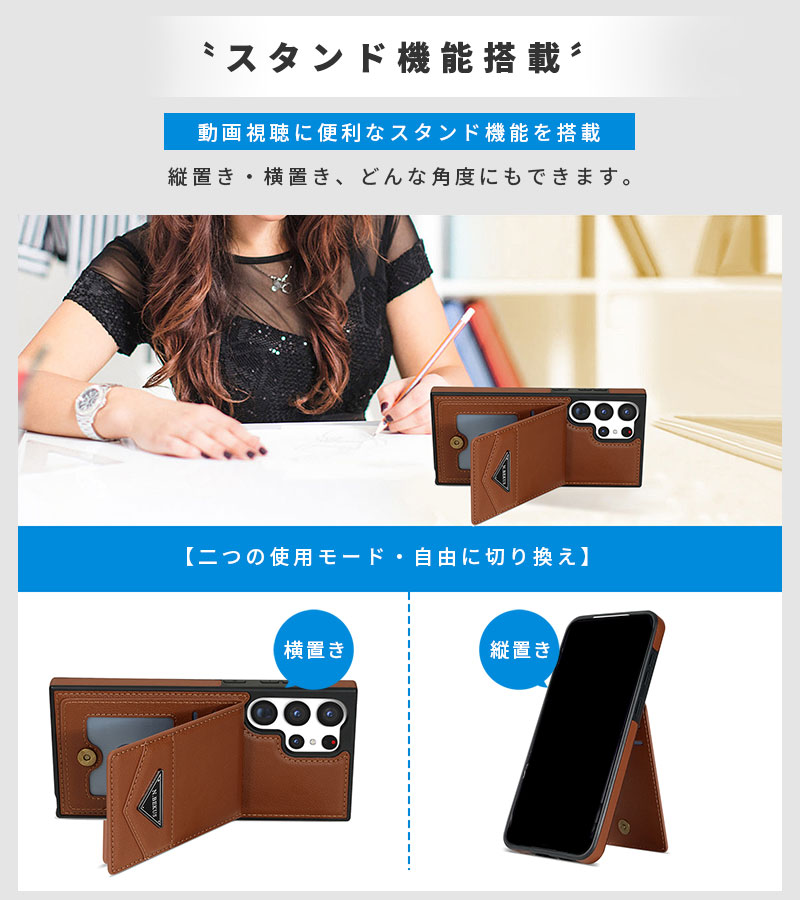 〝スタンド機能搭載〞
動画視聴に便利なスタンド機能を搭載
縦置き・横置き、どんな角度にもできます。
【二つの使用モード・自由に切り換え】
横置き
縦置き